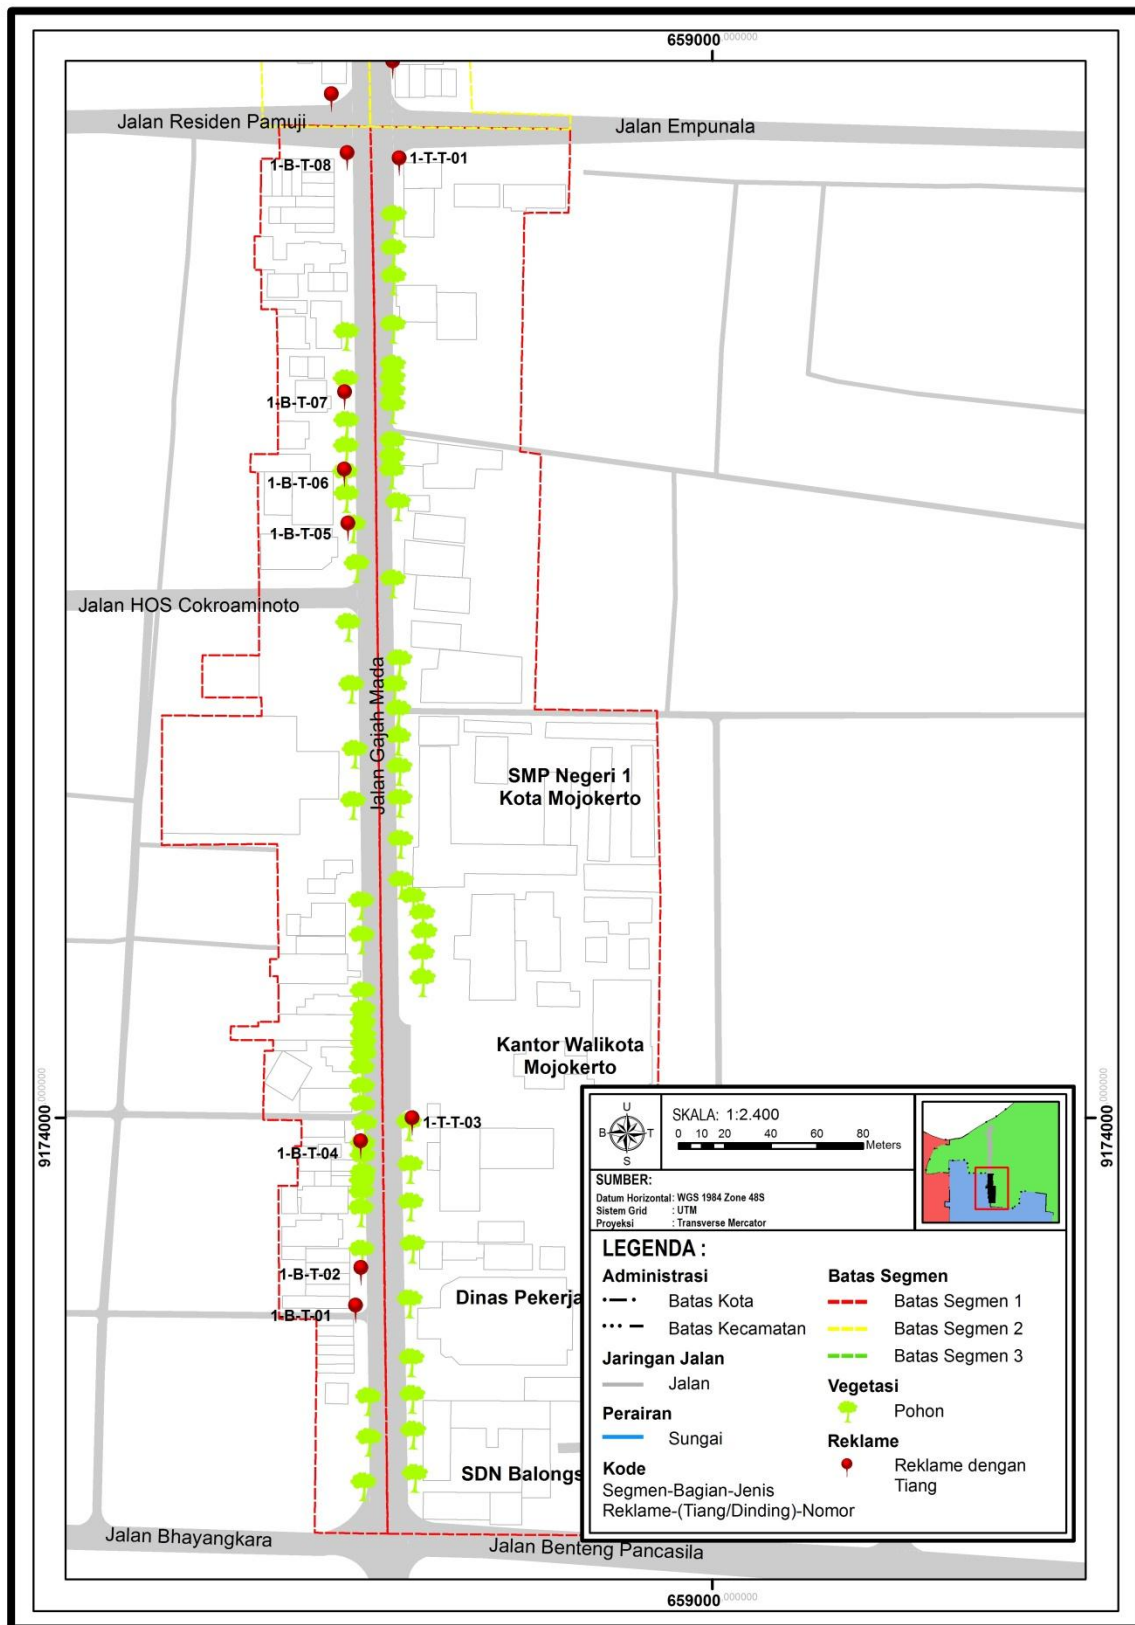 659000.000000
Jalan Residen Pamuji
Jalan Empunala
1-B-T-08
1-T-T-01
1-B-T-07
1-B-T-06
1-B-T-05
Jalan HOS Cokroaminoto
Jalan Gajah Mada
SMP Negeri 1
Kota Mojokerto
Kantor Walikota
Mojokerto
9174000.000000
9174000.000000
1-T-T-03
1-B-T-04
1-B-T-02
1-B-T-01
Dinas Pekerja
SDN Balongs
Jalan Bhayangkara
Jalan Benteng Pancasila
659000.000000
U
B T
S
SKALA: 1:2.400
0 10 20 40 60 80
Meters
SUMBER:
Datum Horizontal: WGS 1984 Zone 48S
Sistem Grid : UTM
Proyeksi : Transverse Mercator
LEGENDA :
Administrasi
Batas Kota
Batas Kecamatan
Jaringan Jalan
Jalan
Perairan
Sungai
Kode
Segmen-Bagian-Jenis
Reklame-(Tiang/Dinding)-Nomor
Batas Segmen
Batas Segmen 1
Batas Segmen 2
Batas Segmen 3
Vegetasi
Pohon
Reklame
Reklame dengan
Tiang